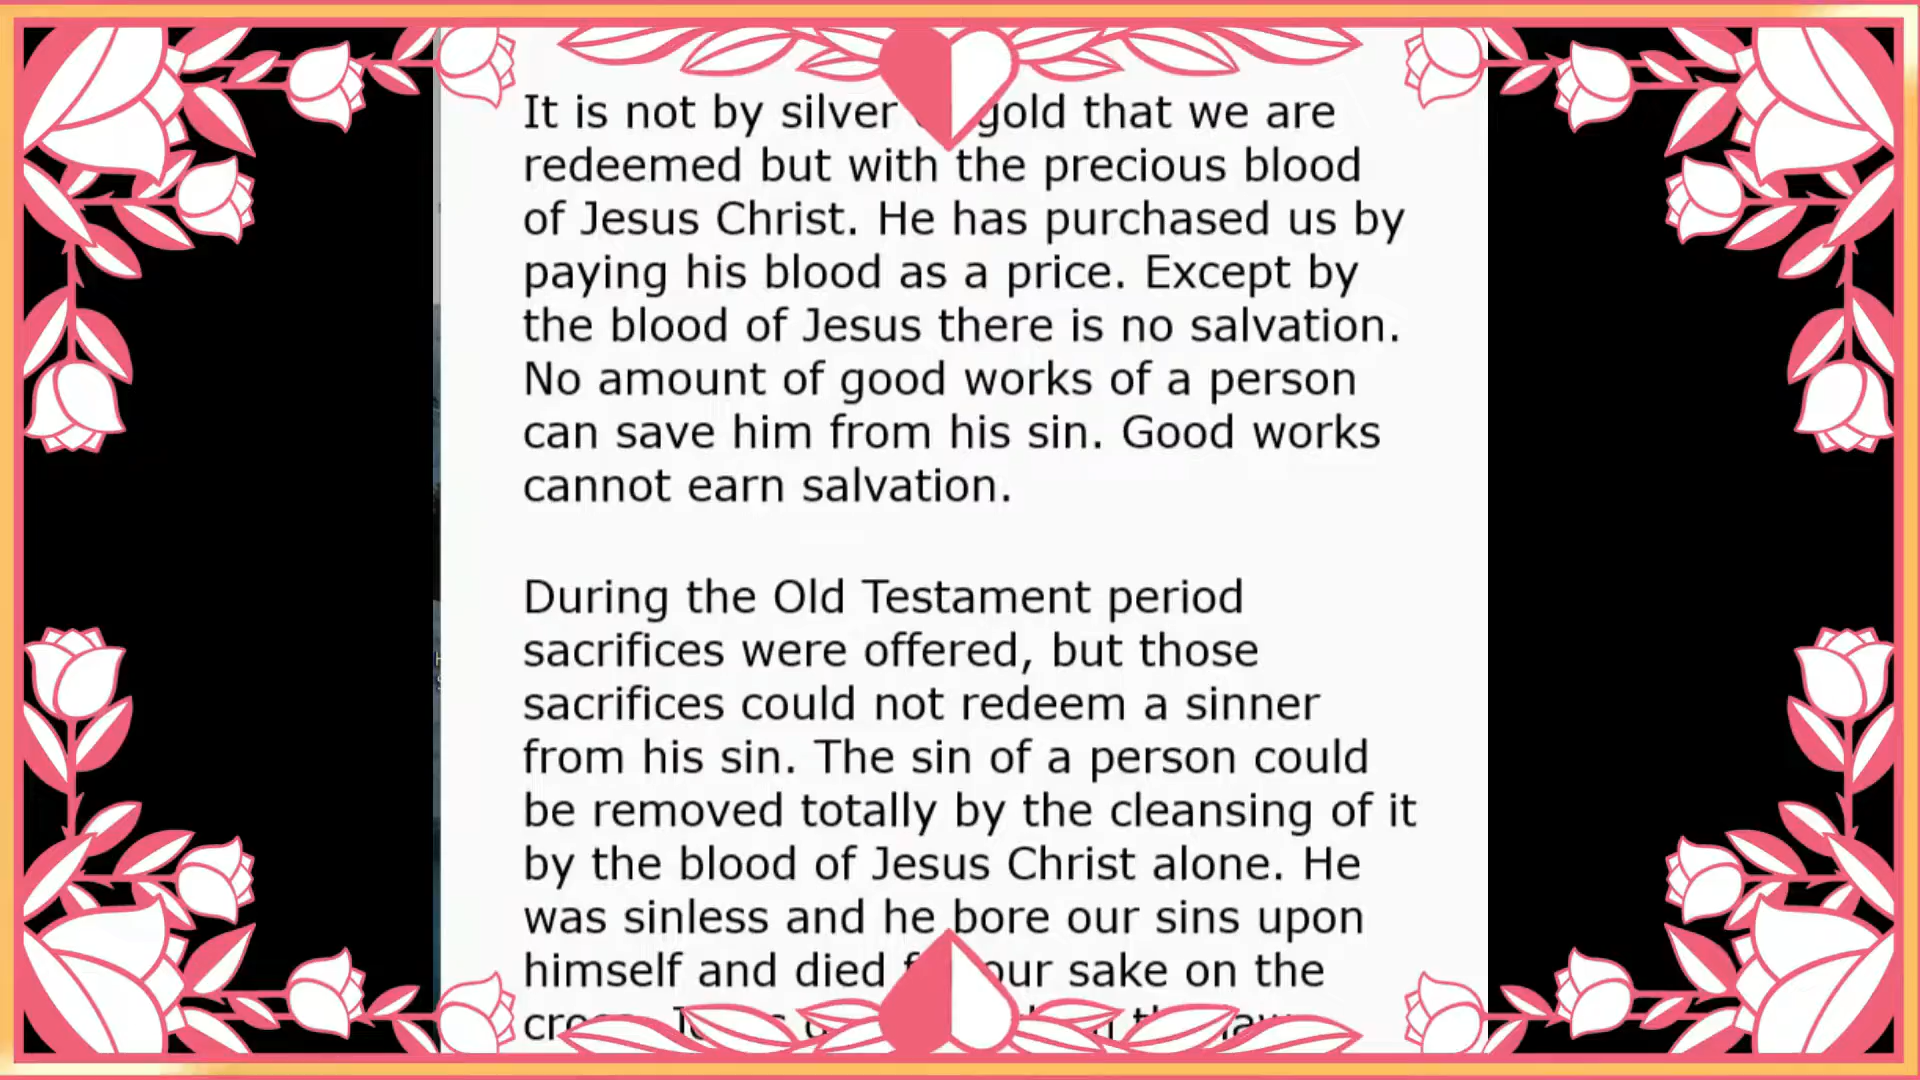 It is not by silver gold that we are
redeemed but with the precious blood
of Jesus Christ. He has purchased us by
paying his blood as a price. Except by
the blood of Jesus there is no salvation.
No amount of good works of a person
can save him from his sin. Good works
cannot earn salvation.
During the Old Testament period
sacrifices were offered, but those
sacrifices could not redeem a sinner
from his sin. The sin of a person could
be removed totally by the cleansing of it
by the blood of Jesus Christ alone. He
was sinless and he bore our sins upon
himself and died our sake on the